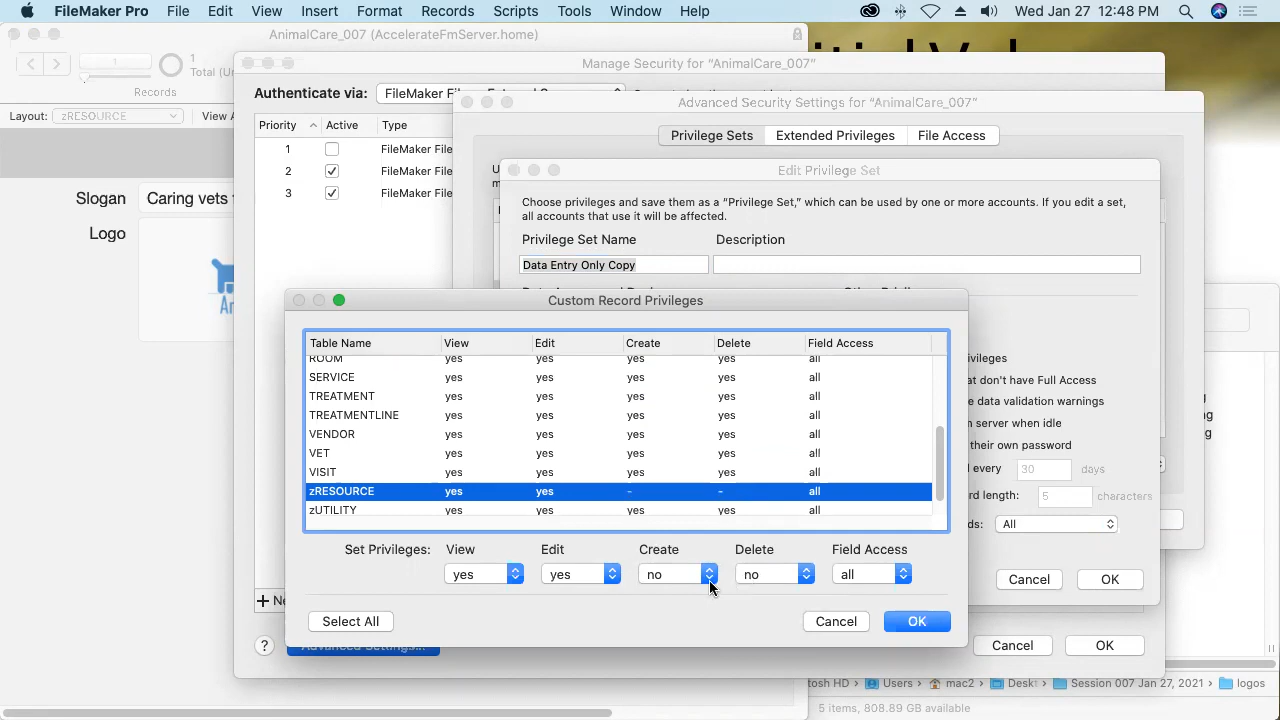 FileMaker Pro File Edit View Insert Format Records Scripts Tools Window Help Wed Jan 27 12:48 PM
AnimalCare_007 (AccelerateFmServer.home)
1
1
Total (Un
Records
Layout: zRESOURCE View A
Slogan Caring vets
Logo
An
Manage Security for “AnimalCare_007”
Authenticate via: FileMaker File
Priority Active Type
1 FileMaker File
2 FileMaker File
3 FileMaker File
+ Ne
? Advanced Settings...
Cancel OK
Advanced Security Settings for “AnimalCare_007”
Privilege Sets Extended Privileges File Access
Edit Privilege Set
Choose privileges and save them as a “Privilege Set,” which can be used by one or more accounts. If you edit a set,
all accounts that use it will be affected.
Privilege Set Name Description
Data Entry Only Copy
ivileges
at don't have Full Access
e data validation warnings
n server when idle
their own password
d every 30 days
rd length: 5 characters
ds: All
Cancel OK
Custom Record Privileges
Table Name View Edit Create Delete Field Access
ROOM yes yes yes yes all
SERVICE yes yes yes yes all
TREATMENT yes yes yes yes all
TREATMENTLINE yes yes yes yes all
VENDOR yes yes yes yes all
VET yes yes yes yes all
VISIT yes yes yes yes all
zRESOURCE yes yes - - all
zUTILITY yes yes yes yes all
Set Privileges: View Edit Create Delete Field Access
yes yes no no all
Select All Cancel OK
tosh HD › Users › mac2 › Deskt › Session 007 Jan 27, 2021 › logos
5 items, 808.89 GB available